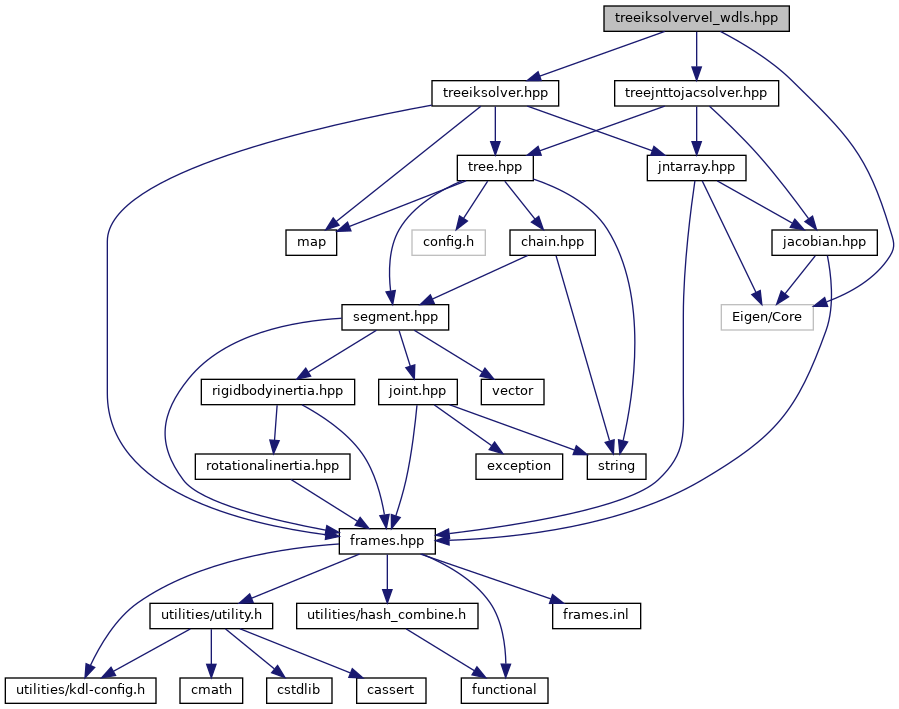 treeiksolvervel_wdls.hpp
treeiksolver.hpp
treejnttojacsolver.hpp
tree.hpp
jntarray.hpp
map
config.h
chain.hpp
jacobian.hpp
segment.hpp
Eigen/Core
rigidbodyinertia.hpp
joint.hpp
vector
rotationalinertia.hpp
exception
string
frames.hpp
utilities/utility.h
utilities/hash_combine.h
frames.inl
utilities/kdl-config.h
cmath
cstdlib
cassert
functional